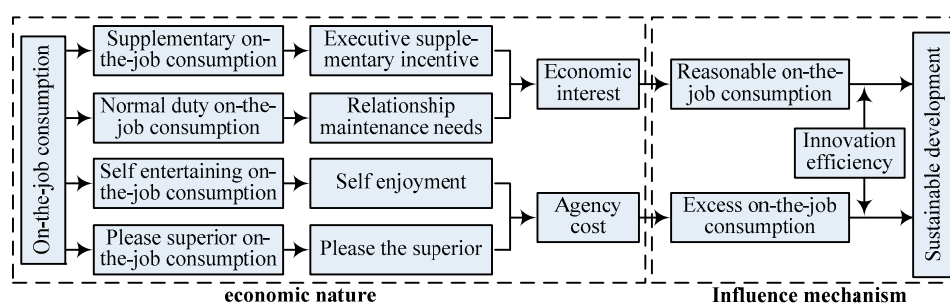 On-the-job consumption
Supplementary on-
the-job consumption
Executive supple-
mentary incentive
Normal duty on-the-
job consumption
Relationship
maintenance needs
Self entertaining on-
the-job consumption
Self enjoyment
Please superior on-
the-job consumption
Please the superior
Economic
interest
Agency
cost
economic nature
Reasonable on-the-
job consumption
Innovation
efficiency
Excess on-the-job
consumption
Sustainable development
Influence mechanism